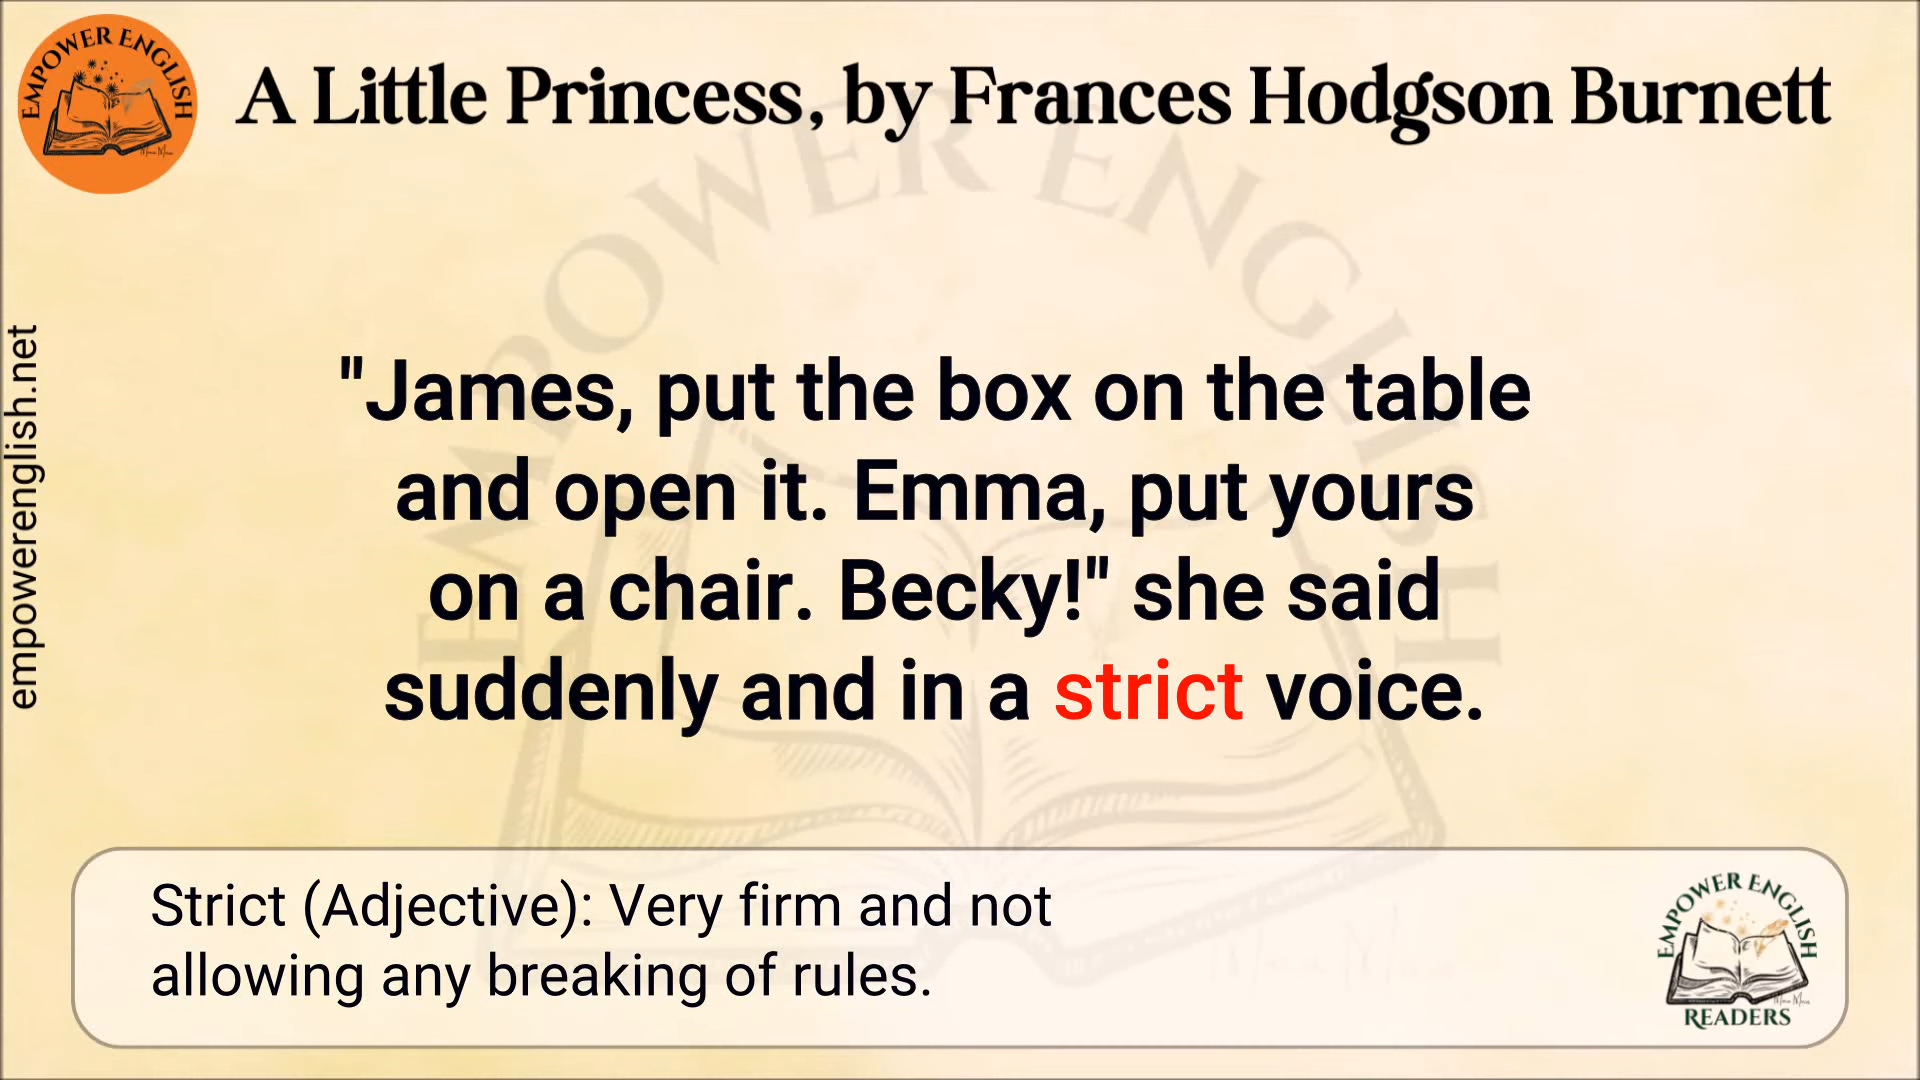 EMPOWER ENGLISH
A Little Princess, by Frances Hodgson Burnett
EMPOWER ENGLISH
empowerenglish.net
"James, put the box on the table
and open it. Emma, put yours
on a chair. Becky!" she said
suddenly and in a strict voice.
Strict (Adjective): Very firm and not
allowing any breaking of rules.
EMPOWER ENGLISH
READERS